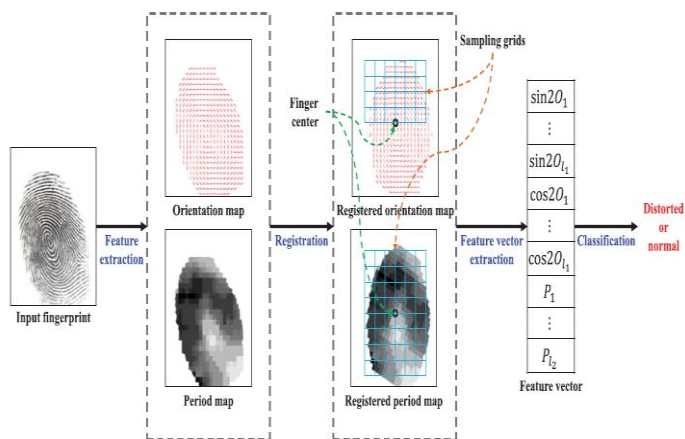 Input fingerprint
Feature
extraction
Orientation map
Period map
Registration
Finger
center
Sampling grids
Registered orientation map
Registered period map
Feature vector
extraction
sin2O₁
⋮
sin2Oₗ₁
cos2O₁
⋮
cos2Oₗ₁
P₁
⋮
Pₗ₂
Feature vector
Classification
Distorted
or
normal